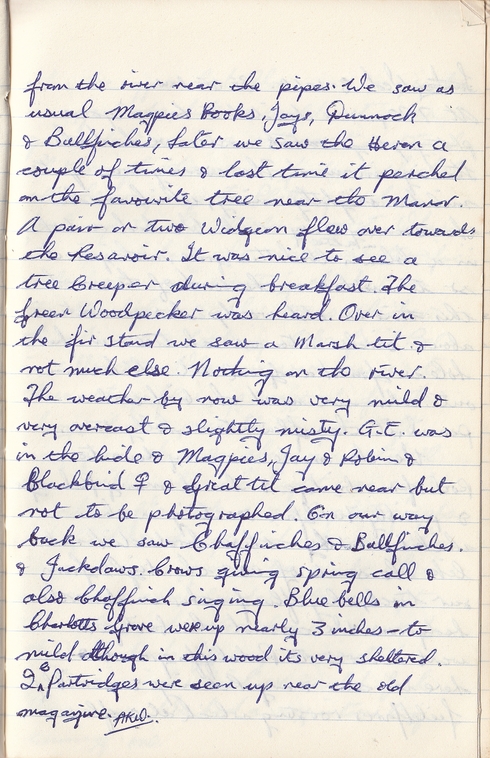 from the river near the pipes. We saw as
usual Magpies Rooks, Jays, Dunnock
& Bullfinches, Later we saw the Heron a
couple of times & last time it perched
on the favourite tree near the Manor.
A pair or two Widgeon flew over towards
the Resavoir. It was nice to see a
tree Creeper during breakfast. The
green Woodpecker was heard. Over in
the fir stand we saw a Marsh tit &
not much else. Nothing on the river.
The weather by now was very mild &
very overcast & slightly misty. G.E. was
in the hide & Magpies, Jay & Robin &
Blackbird ♀ & Great tit came near but
not to be photographed. On our way
back we saw Chaffinches & Bullfinches.
& Jackdaws. Crows giving spring call &
also Chaffinch singing. Bluebells in
Charlotts Grove were up nearly 3 inches - to
mild although in this wood its very sheltered.
2 Partridges were seen up near the old
magazine. AKW.